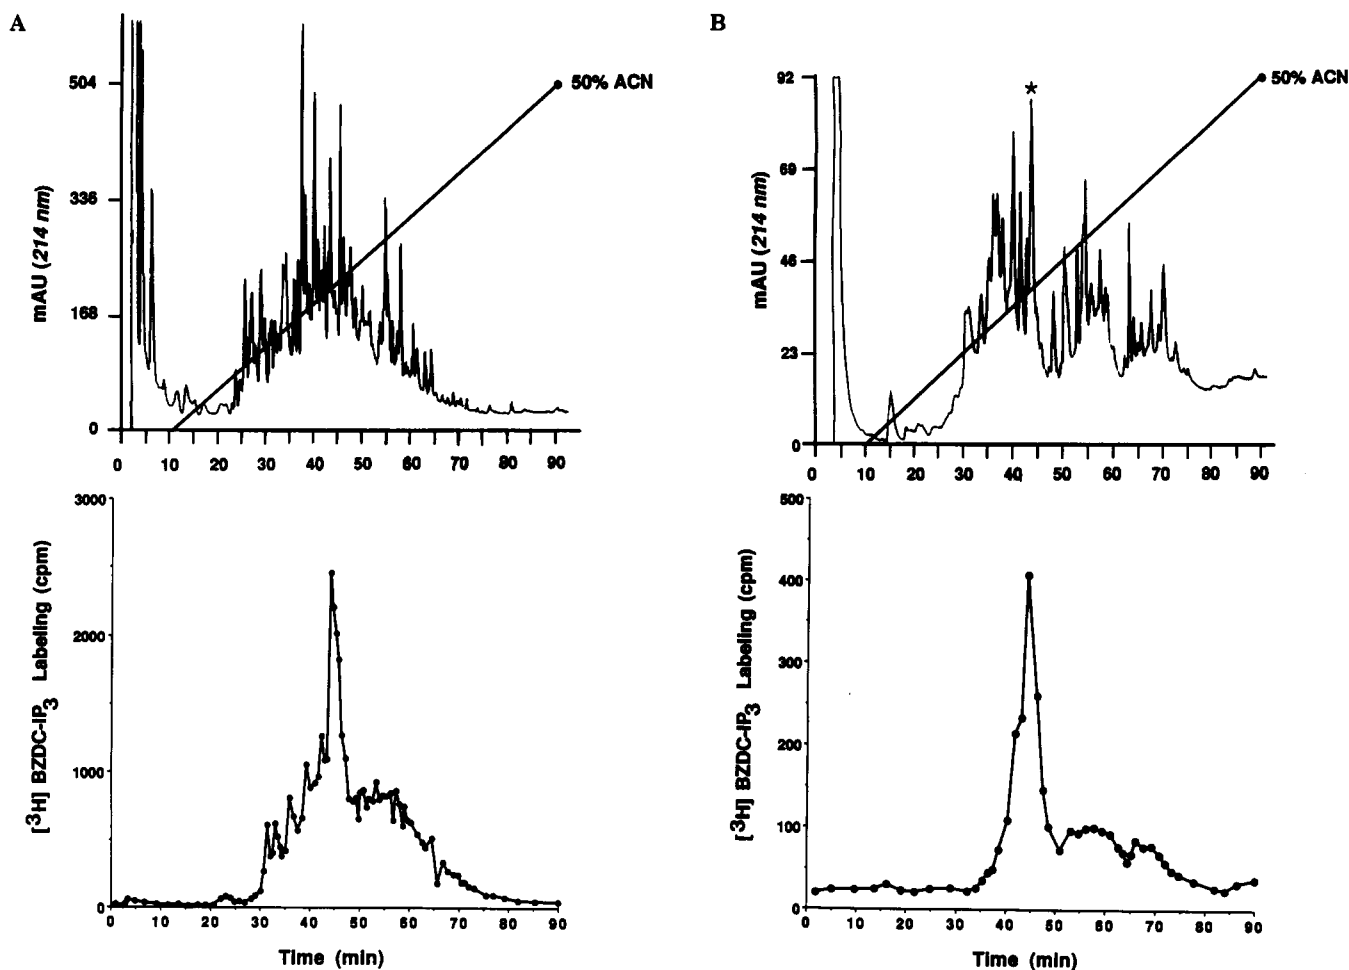 A
B
504
336
168
0
mAU (214 nm)
50% ACN
0 10 20 30 40 50 60 70 80 90
92
69
46
23
0
mAU (214 nm)
*
50% ACN
0 10 20 30 40 50 60 70 80 90
3000
2000
1000
0
[3H] BZDC-IP3 Labeling (cpm)
0 10 20 30 40 50 60 70 80 90
Time (min)
500
400
300
200
100
0
[3H] BZDC-IP3 Labeling (cpm)
0 10 20 30 40 50 60 70 80 90
Time (min)